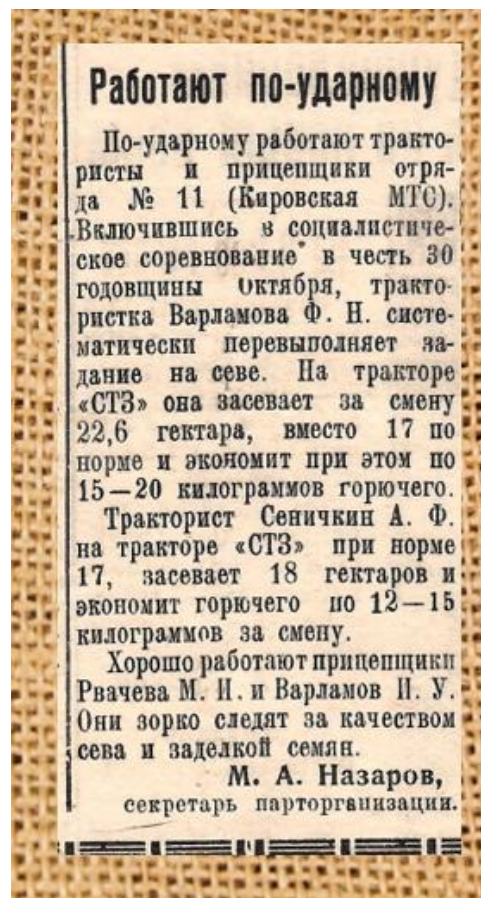 Работают по-ударному
По-ударному работают тракто-
ристы и прицепщики отря-
да № 11 (Кировская МТС).
Включившись в социалистиче-
ское соревнование в честь 30
годовщины Октября, тракто-
ристка Варламова Ф. Н. систе-
матически перевыполняет за-
дание на севе. На тракторе
«СТЗ» она засевает за смену
22,6 гектара, вместо 17 по
норме и экономит при этом по
15—20 килограммов горючего.
Тракторист Сеничкин А. Ф.
на тракторе «СТЗ» при норме
17, засевает 18 гектаров и
экономит горючего по 12—15
килограммов за смену.
Хорошо работают прицепщики
Рвачева М. И. и Варламов П. У.
Они зорко следят за качеством
сева и заделкой семян.
М. А. Назаров,
секретарь парторганизации.